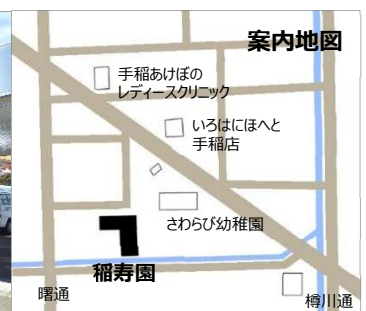 案内地図
手稲あけぼの
レディースクリニック
いろはにほへと
手稲店
さわらび幼稚園
稲寿園
曙通
樽川通